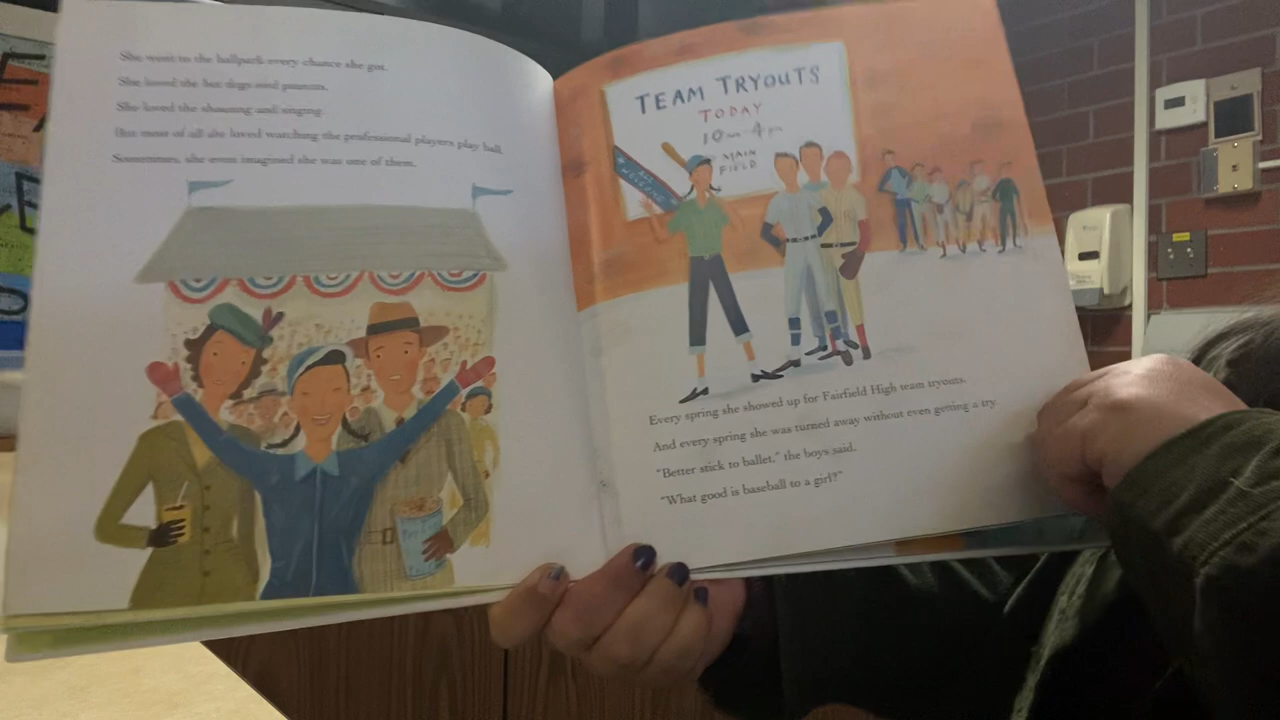 She went to the ballpark every chance she got.
She loved the hot dogs and peanuts.
She loved the shouting and singing.
But most of all she loved watching the professional players play ball.
Sometimes, she even imagined she was one of them.
TEAM TRYOUTS
TODAY
10am-4pm
MAIN
FIELD
ALL
WELCOME
Every spring she showed up for Fairfield High team tryouts.
And every spring she was turned away without even getting a try.
“Better stick to ballet,” the boys said.
“What good is baseball to a girl?”